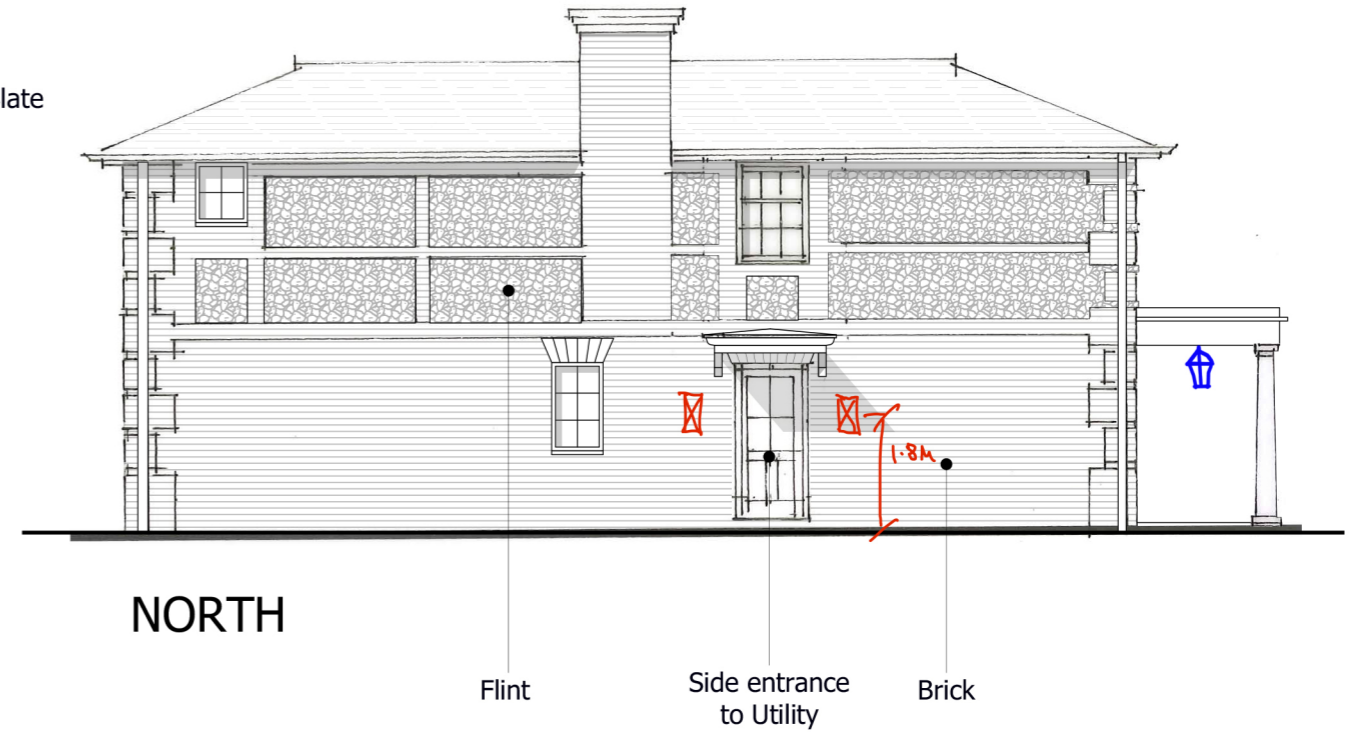 late
1.8M
NORTH
Flint
Side entrance
to Utility
Brick